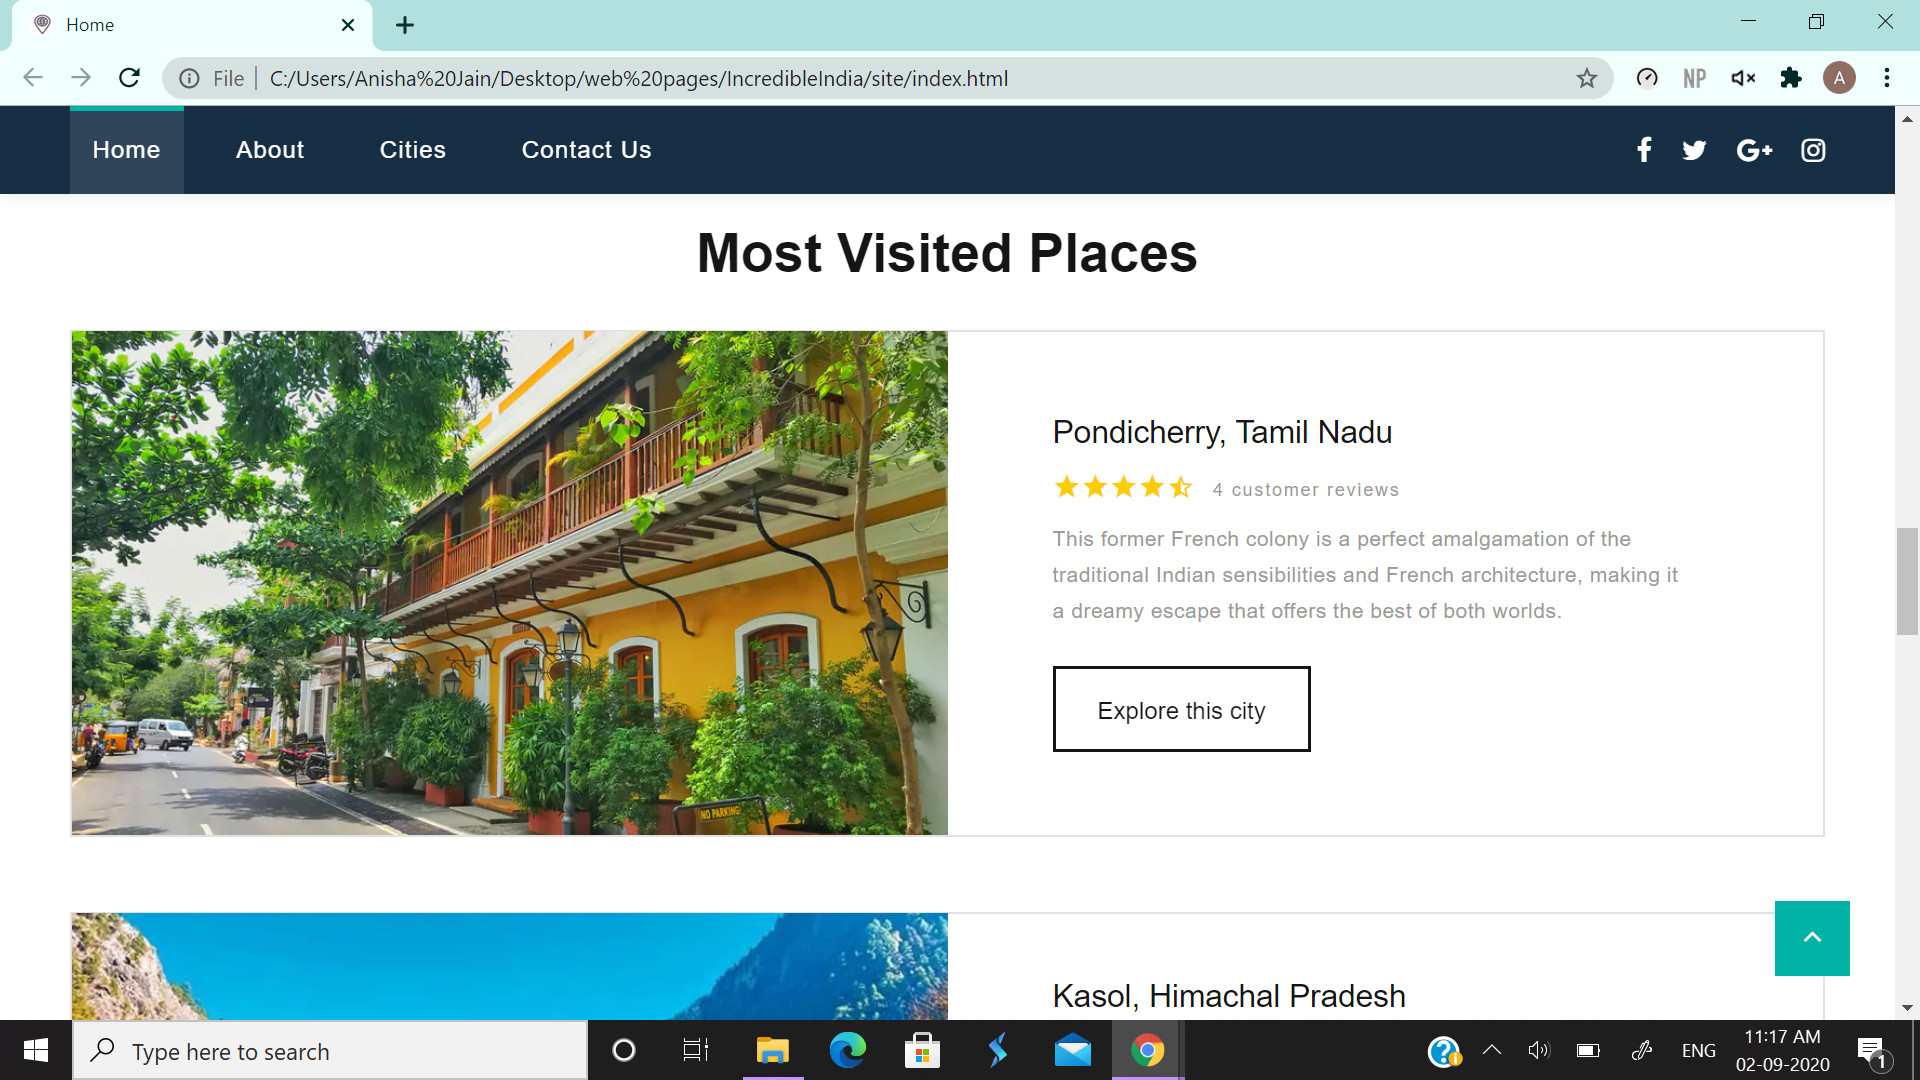 Home
File
C:/Users/Anisha%20Jain/Desktop/web%20pages/IncredibleIndia/site/index.html
NP
A
Home
About
Cities
Contact Us
G+
Most Visited Places
Pondicherry, Tamil Nadu
4 customer reviews
This former French colony is a perfect amalgamation of the
traditional Indian sensibilities and French architecture, making it
a dreamy escape that offers the best of both worlds.
Explore this city
NO PARKING
Kasol, Himachal Pradesh
Type here to search
ENG
11:17 AM
02-09-2020
1